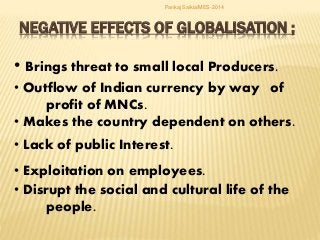 Pankaj Saikia/MES-2014
NEGATIVE EFFECTS OF GLOBALISATION :
• Brings threat to small local Producers.
• Outflow of Indian currency by way of
profit of MNCs.
• Makes the country dependent on others.
• Lack of public Interest.
• Exploitation on employees.
• Disrupt the social and cultural life of the
people.